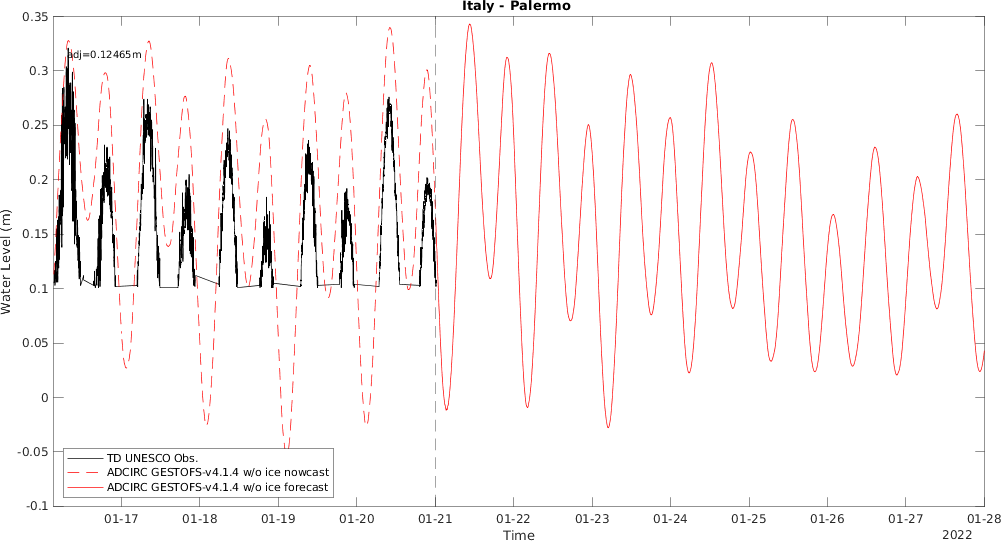 Italy - Palermo
adj=0.12465m
0.35
0.3
0.25
0.2
0.15
0.1
0.05
0
-0.05
-0.1
Water Level (m)
TD UNESCO Obs.
ADCIRC GESTOFS-v4.1.4 w/o ice nowcast
ADCIRC GESTOFS-v4.1.4 w/o ice forecast
01-17 01-18 01-19 01-20 01-21 01-22 01-23 01-24 01-25 01-26 01-27 01-28
Time
2022